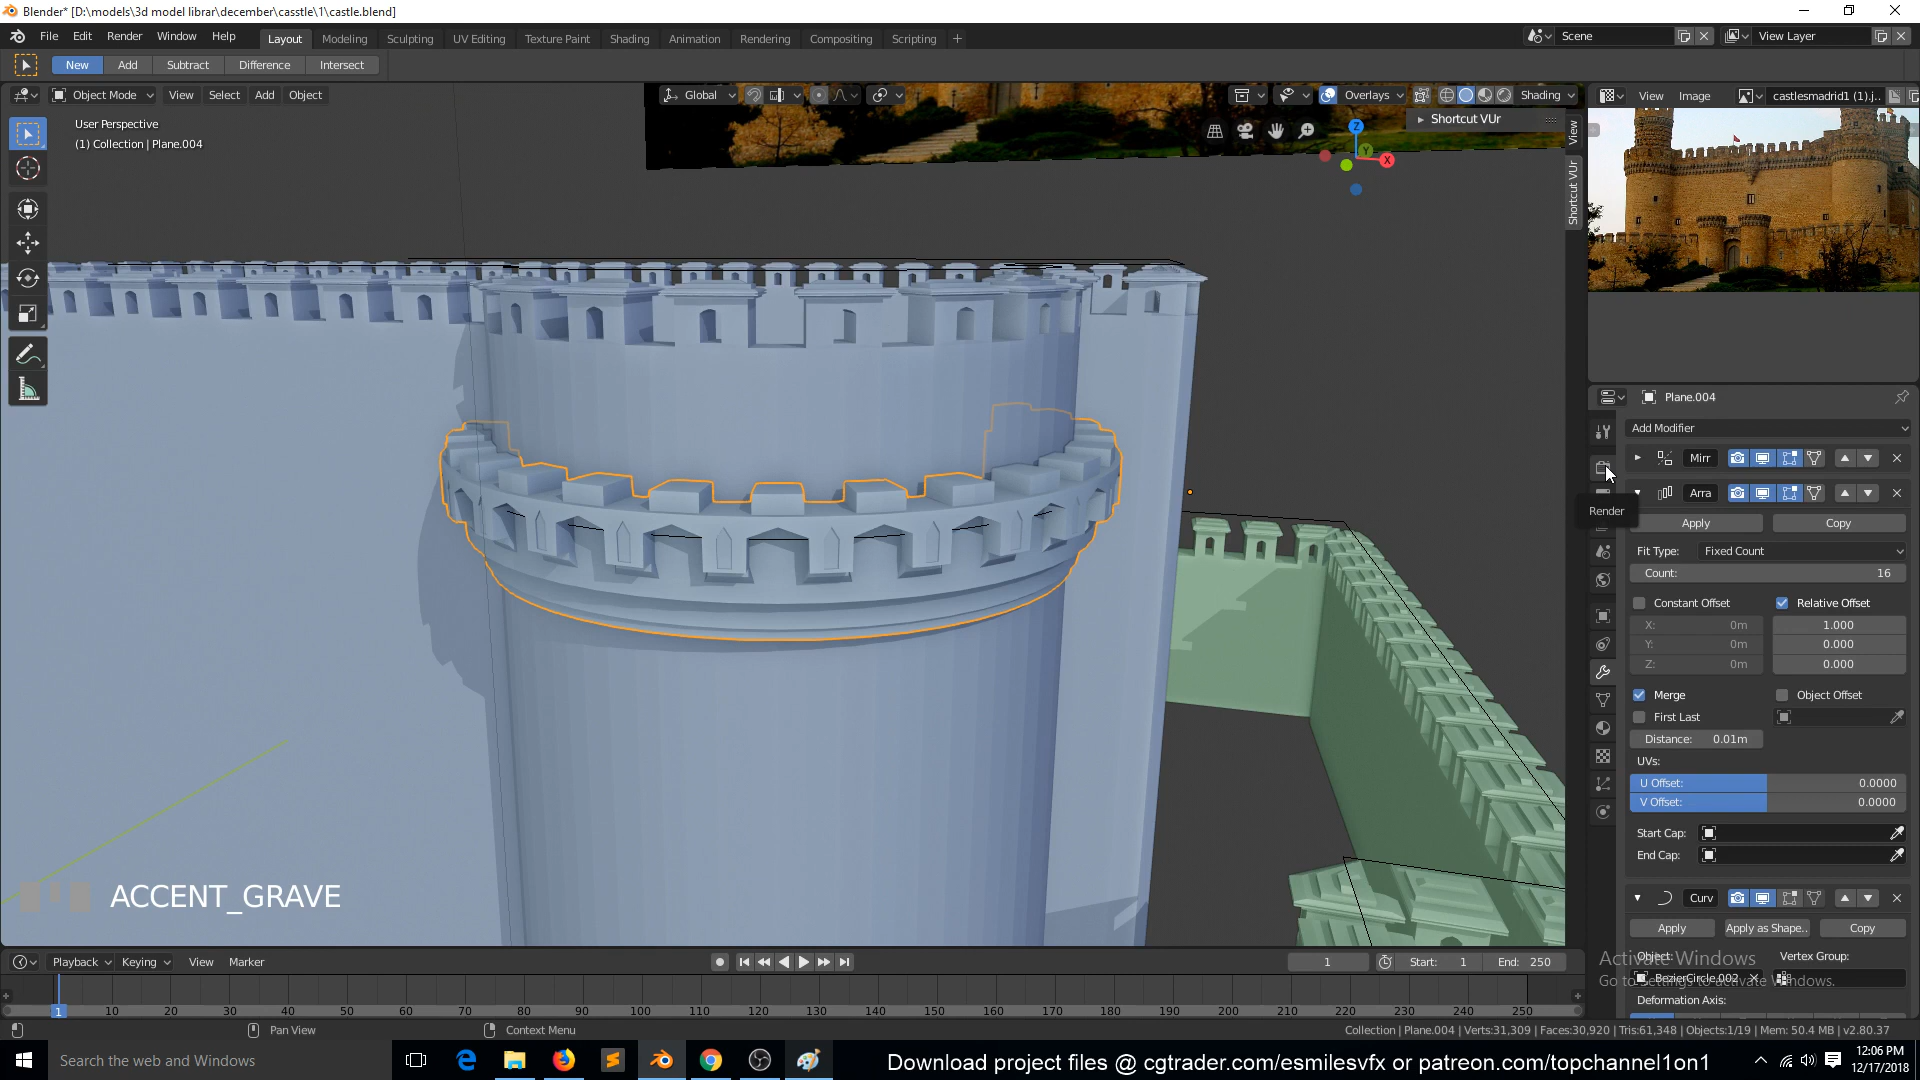 Blender* [D:\models\3d model librar\december\casstle\1\castle.blend]
File Edit Render Window Help Layout Modeling Sculpting UV Editing Texture Paint Shading Animation Rendering Compositing Scripting + Scene View Layer
New Add Subtract Difference Intersect
Object Mode View Select Add Object Global Overlays Shading View Image castlesmadrid1 (1).j..
User Perspective
(1) Collection | Plane.004
Shortcut VUr
View
Shortcut VUr
Z
Y
X
Plane.004
Add Modifier
Mirr
Arra
Render
Apply Copy
Fit Type: Fixed Count
Count: 16
Constant Offset Relative Offset
X: 0m 1.000
Y: 0m 0.000
Z: 0m 0.000
Merge Object Offset
First Last
Distance: 0.01m
UVs:
U Offset: 0.0000
V Offset: 0.0000
Start Cap:
End Cap:
Curv
Apply Apply as Shape.. Copy
Object: Vertex Group:
BezierCircle.002
Deformation Axis:
Activate Windows
Go to Settings to activate Windows.
ACCENT_GRAVE
Playback Keying View Marker 1 Start: 1 End: 250
1 10 20 30 40 50 60 70 80 90 100 110 120 130 140 150 160 170 180 190 200 210 220 230 240 250
Pan View Context Menu Collection | Plane.004 | Verts:31,309 | Faces:30,920 | Tris:61,348 | Objects:1/19 | Mem: 50.4 MB | v2.80.37
Search the web and Windows
Download project files @ cgtrader.com/esmilesvfx or patreon.com/topchannel1on1
12:06 PM
12/17/2018